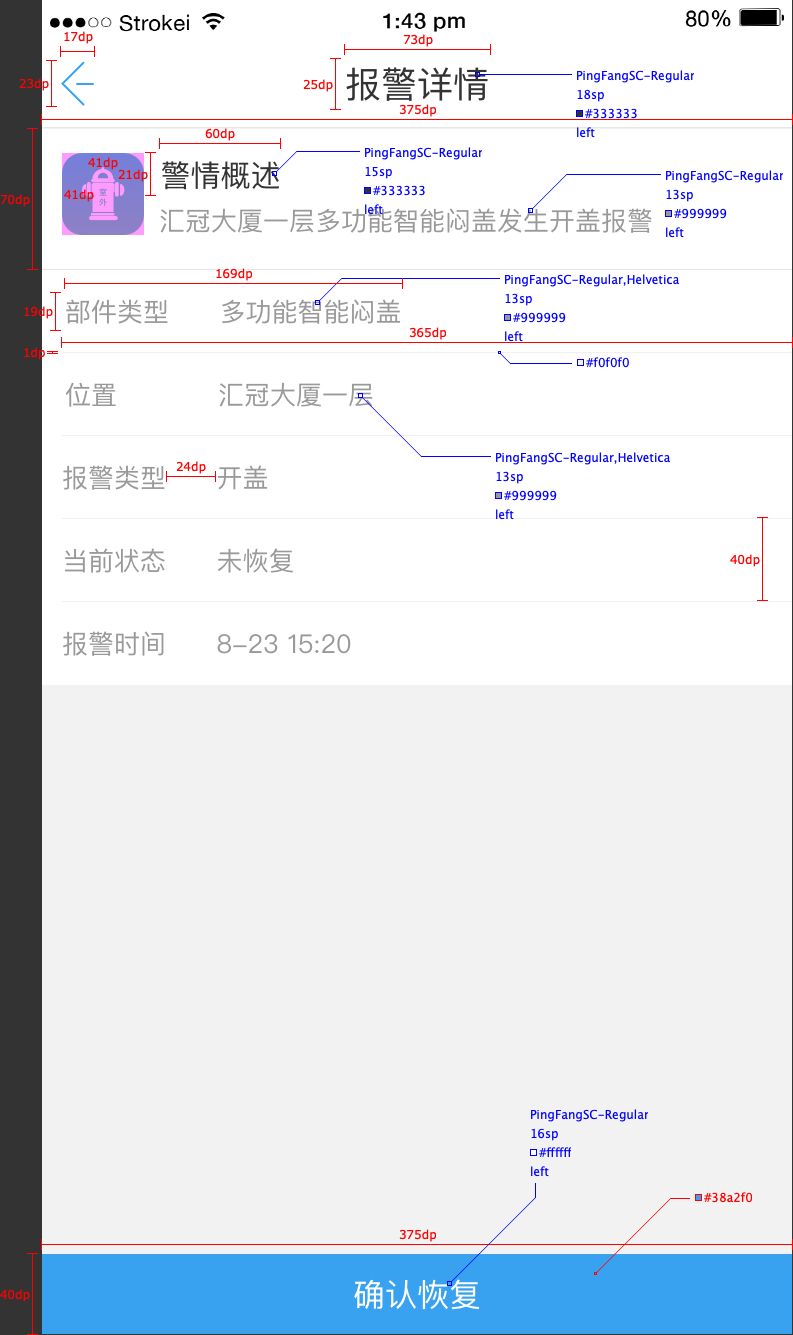 Strokei 1:43 pm 80%
17dp
73dp
23dp
25dp
报警详情
PingFangSC-Regular
18sp
#333333
left
375dp
60dp
41dp
41dp
21dp
70dp
室外
警情概述
PingFangSC-Regular
15sp
#333333
left
汇冠大厦一层多功能智能闷盖发生开盖报警
PingFangSC-Regular
13sp
#999999
left
169dp
19dp
部件类型 多功能智能闷盖
PingFangSC-Regular,Helvetica
13sp
#999999
left
365dp
1dp
#f0f0f0
位置 汇冠大厦一层
PingFangSC-Regular,Helvetica
13sp
#999999
left
报警类型 24dp 开盖
当前状态 未恢复
40dp
报警时间 8-23 15:20
PingFangSC-Regular
16sp
#ffffff
left
#38a2f0
375dp
40dp
确认恢复